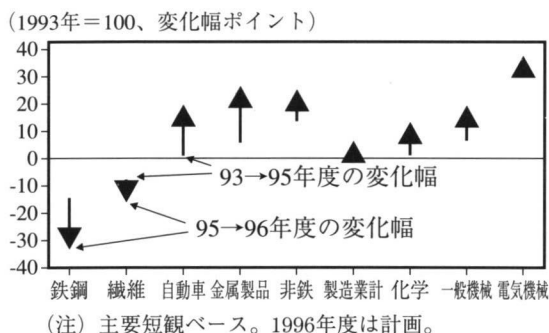 (1993年＝100、変化幅ポイント)
40
30
20
10
0
-10
-20
-30
-40
93→95年度の変化幅
95→96年度の変化幅
鉄鋼 繊維 自動車 金属製品 非鉄 製造業計 化学 一般機械 電気機械
(注) 主要短観ベース。1996年度は計画。